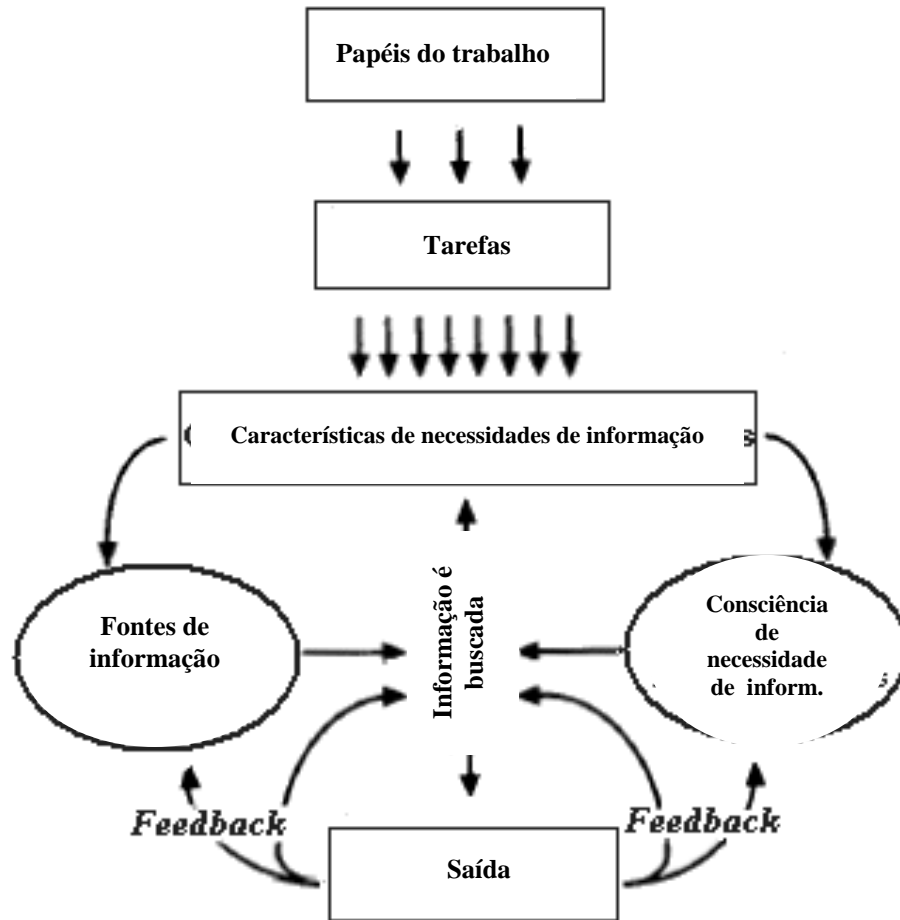 Papéis do trabalho
Tarefas
Características de necessidades de informação
Fontes de
informação
Informação é
buscada
Consciência
de
necessidade
de inform.
Feedback
Feedback
Saída